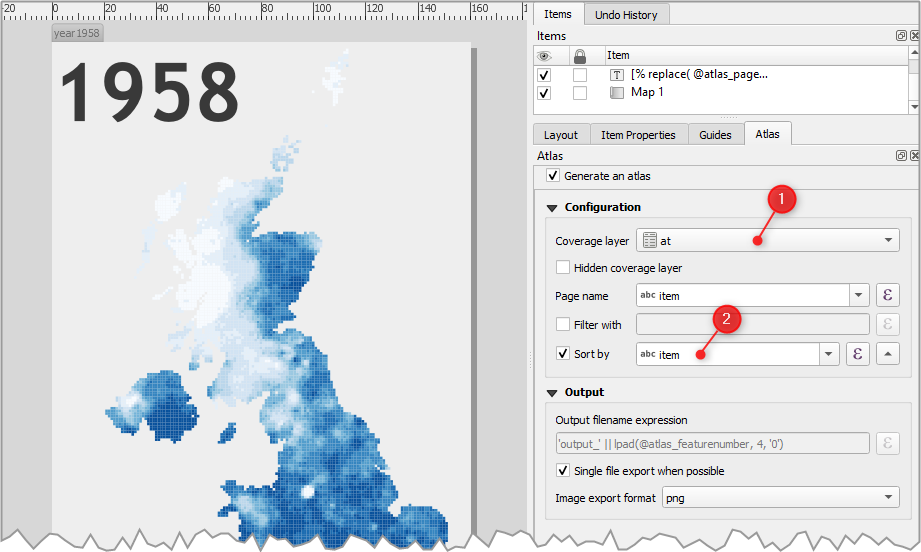 -20 0 20 40 60 80 100 120 140 160 1
year1958
1958
Items Undo History
Items
Item
[% replace( @atlas_page...
Map 1
Layout Item Properties Guides Atlas
Atlas
Generate an atlas
1
Configuration
Coverage layer at
Hidden coverage layer
Page name abc item ε
2
Filter with ε
Sort by abc item ε
Output
Output filename expression
'output_' || lpad(@atlas_featurenumber, 4, '0') ε
Single file export when possible
Image export format png